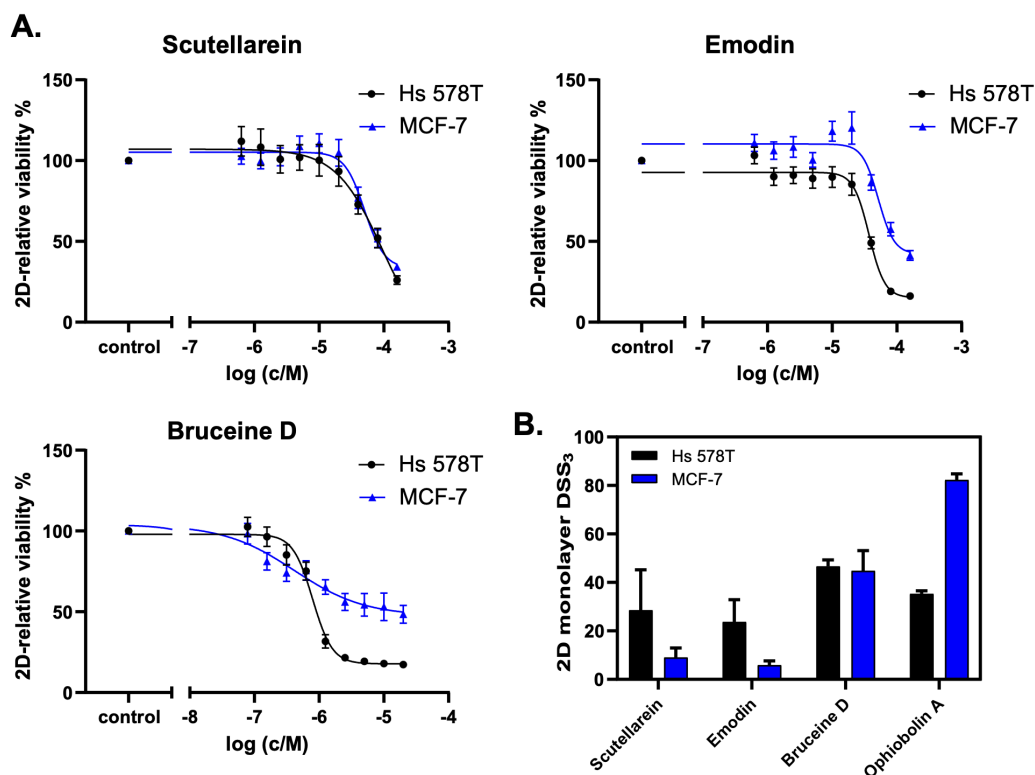 A.
Scutellarein
2D-relative viability %
150
100
50
0
control
-7
-6
-5
-4
-3
log (c/M)
Hs 578T
MCF-7
Emodin
2D-relative viability %
150
100
50
0
control
-7
-6
-5
-4
-3
log (c/M)
Hs 578T
MCF-7
Bruceine D
2D-relative viability %
150
100
50
0
control
-8
-7
-6
-5
-4
log (c/M)
Hs 578T
MCF-7
B.
2D monolayer DSS₃
100
80
60
40
20
0
Hs 578T
MCF-7
Scutellarein
Emodin
Bruceine D
Ophiobolin A